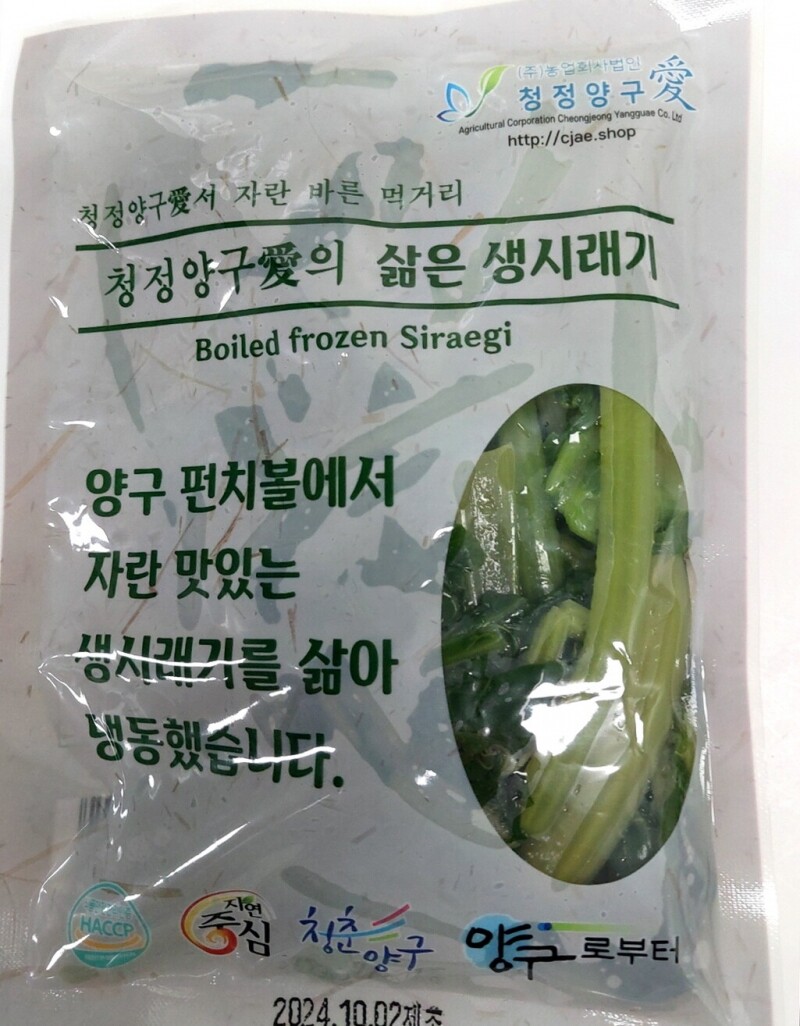 (주)농업회사법인
청정양구愛
Agricultural Corporation Cheongjeong Yangguae Co. Ltd
http://cjae.shop
청정양구愛서 자란 바른 먹거리
청정양구愛의 삶은 생시래기
Boiled frozen Siraegi
양구 펀치볼에서
자란 맛있는
생시래기를 삶아
냉동했습니다.
HACCP
자연
중심
청춘
양구
양구로부터
2024.10.02제조